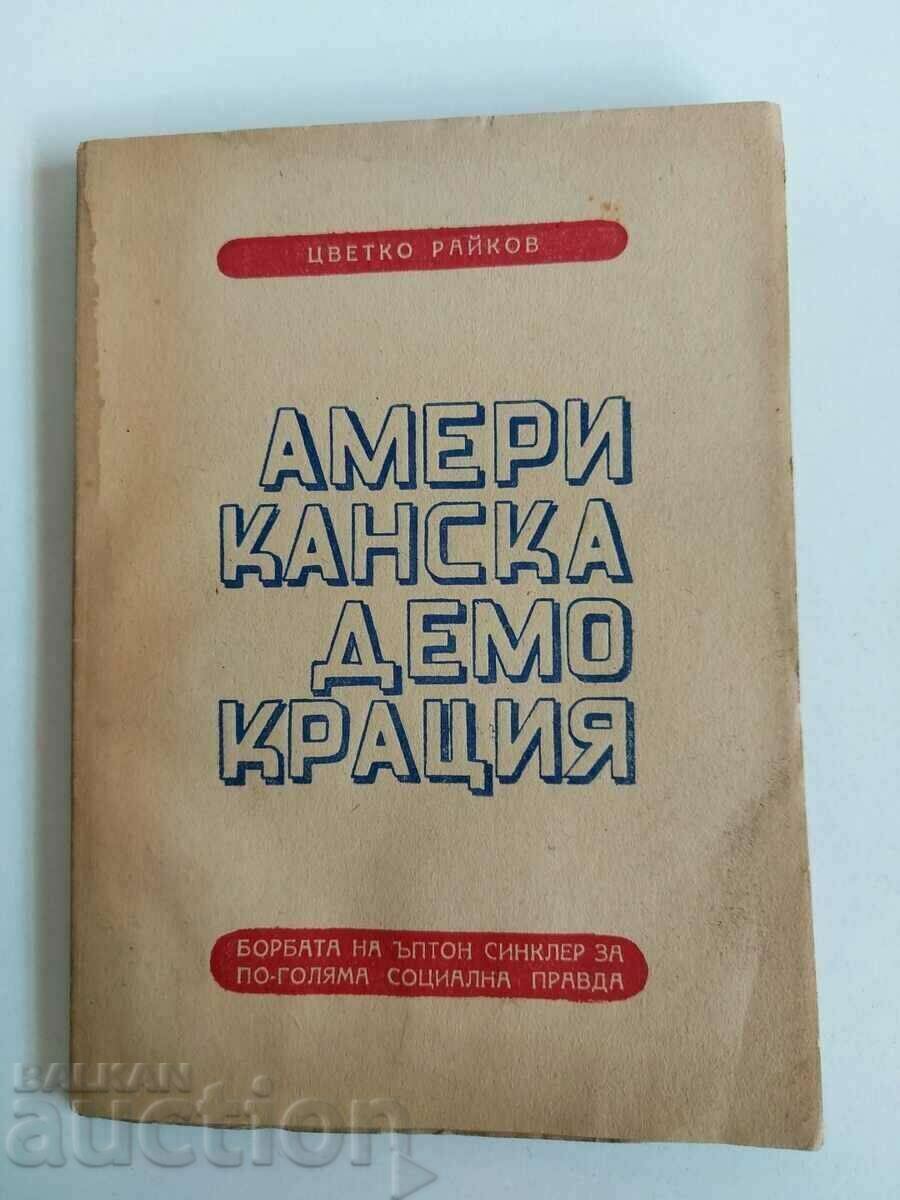 ЦВЕТКО РАЙКОВ
АМЕРИ
КАНСКА
ДЕМО
КРАЦИЯ
БОРБАТА НА ЪПТОН СИНКЛЕР ЗА
ПО-ГОЛЯМА СОЦИАЛНА ПРАВДА
BALKAN
auction